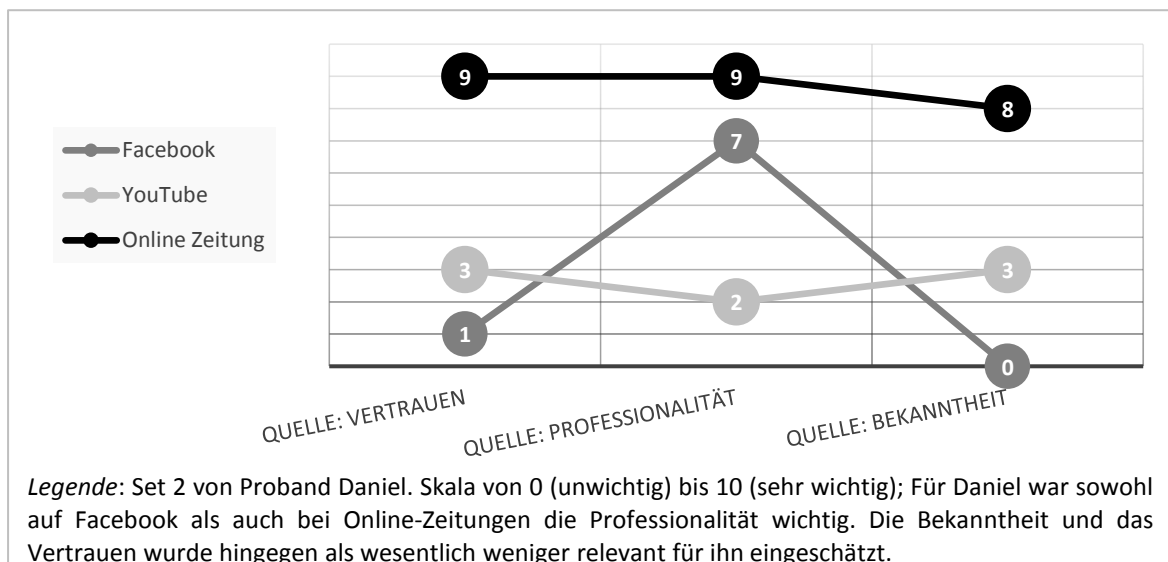 9
9
8
7
3
2
3
1
0
Facebook
YouTube
Online Zeitung
QUELLE: VERTRAUEN
QUELLE: PROFESSIONALITÄT
QUELLE: BEKANNTHEIT
Legende: Set 2 von Proband Daniel. Skala von 0 (unwichtig) bis 10 (sehr wichtig); Für Daniel war sowohl
auf Facebook als auch bei Online-Zeitungen die Professionalität wichtig. Die Bekanntheit und das
Vertrauen wurde hingegen als wesentlich weniger relevant für ihn eingeschätzt.